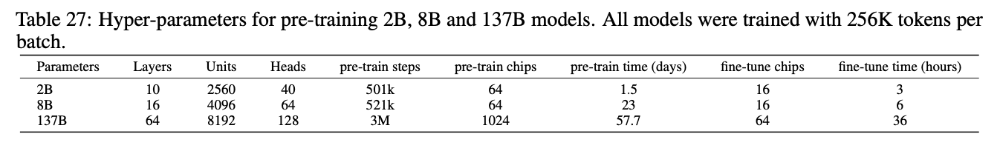 Table 27: Hyper-parameters for pre-training 2B, 8B and 137B models. All models were trained with 256K tokens per
batch.
Parameters Layers Units Heads pre-train steps pre-train chips pre-train time (days) fine-tune chips fine-tune time (hours)
2B 10 2560 40 501k 64 1.5 16 3
8B 16 4096 64 521k 64 23 16 6
137B 64 8192 128 3M 1024 57.7 64 36